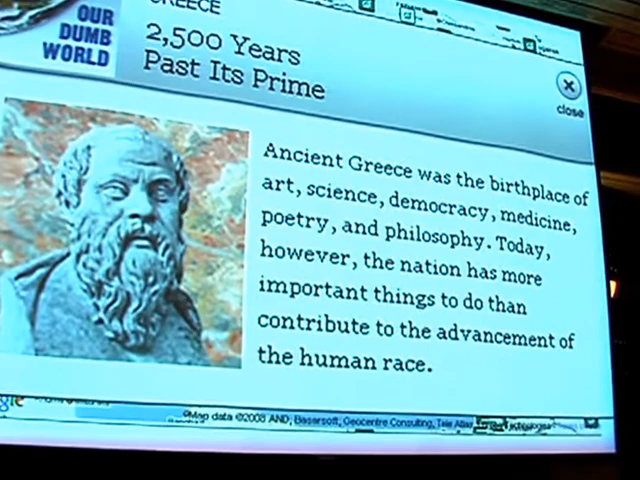 GREECE
OUR
DUMB
WORLD
2,500 Years
Past Its Prime
close
Ancient Greece was the birthplace of
art, science, democracy, medicine,
poetry, and philosophy. Today,
however, the nation has more
important things to do than
contribute to the advancement of
the human race.
©Map data ©2008 AND, Basarsoft, Geocentre Consulting, Tele Atlas